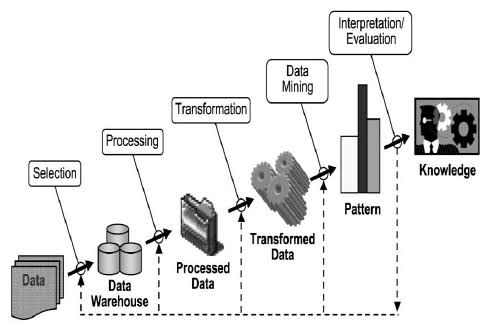 Interpretation/
Evaluation
Data
Mining
Transformation
Processing
Selection
Knowledge
Pattern
Transformed
Data
Processed
Data
Data
Warehouse
Data